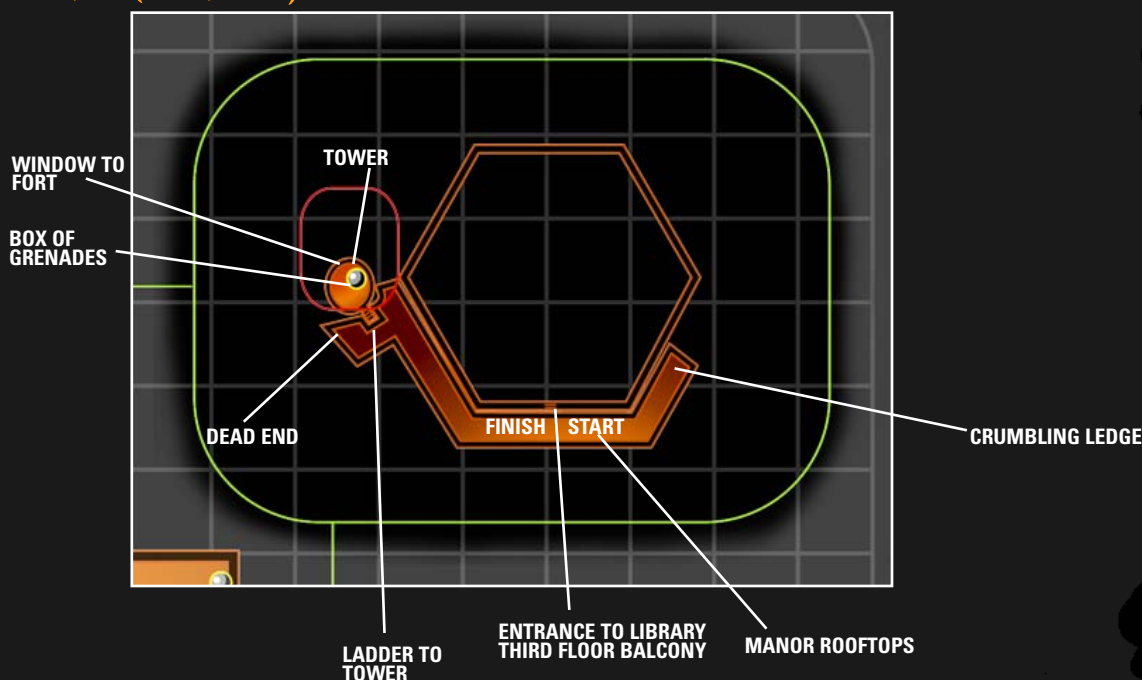 WINDOW TO
FORT
TOWER
BOX OF
GRENADES
DEAD END
FINISH
START
CRUMBLING LEDGE
LADDER TO
TOWER
ENTRANCE TO LIBRARY
THIRD FLOOR BALCONY
MANOR ROOFTOPS